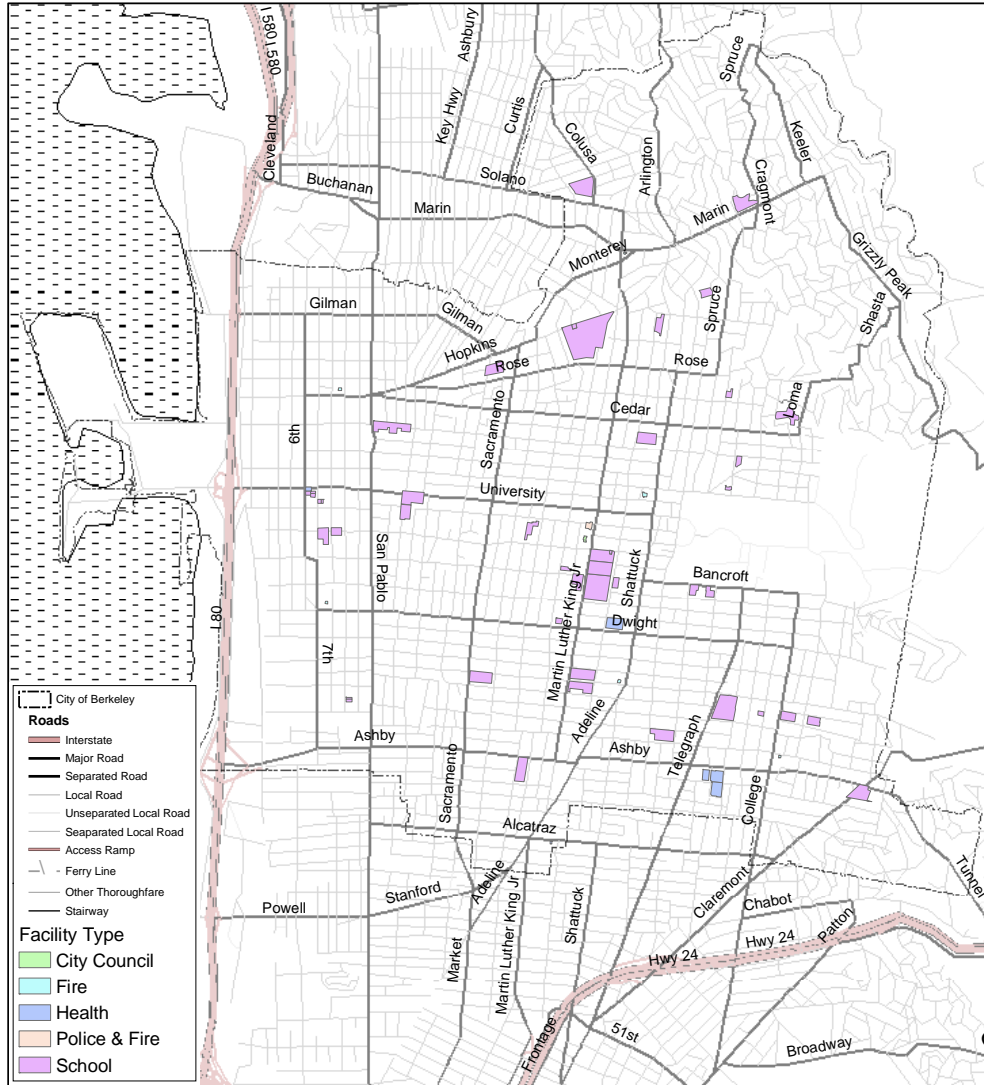 I 580
I 580
Ashbury
Spruce
Key Hwy
Curtis
Colusa
Arlington
Keeler
Cleveland
Cragmont
Buchanan
Solano
Marin
Marin
Monterey
Grizzly Peak
Gilman
Gilman
Spruce
Shasta
Hopkins
Rose
Rose
Loma
Cedar
Sacramento
6th
University
San Pablo
Shattuck
Martin Luther King Jr
Bancroft
I 80
Dwight
7th
Adeline
Telegraph
Ashby
Ashby
Sacramento
College
Alcatraz
Adeline
Stanford
Claremont
Tunnel
Powell
Martin Luther King Jr
Shattuck
Chabot
Patton
Market
Hwy 24
Hwy 24
Frontage
51st
Broadway
City of Berkeley
Roads
Interstate
Major Road
Separated Road
Local Road
Unseparated Local Road
Seaparated Local Road
Access Ramp
Ferry Line
Other Thoroughfare
Stairway
Facility Type
City Council
Fire
Health
Police & Fire
School